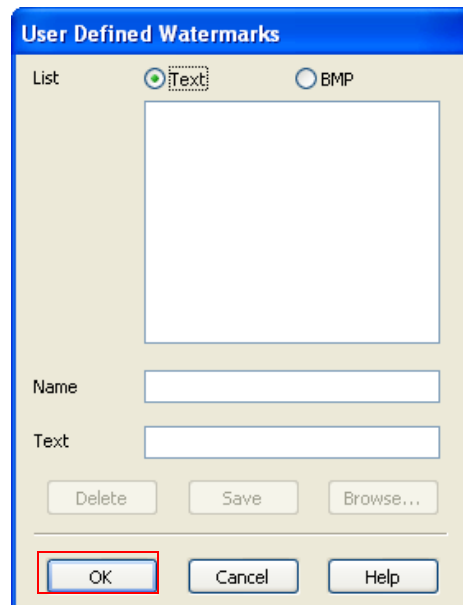 User Defined Watermarks
List Text BMP
Name
Text
Delete Save Browse...
OK Cancel Help